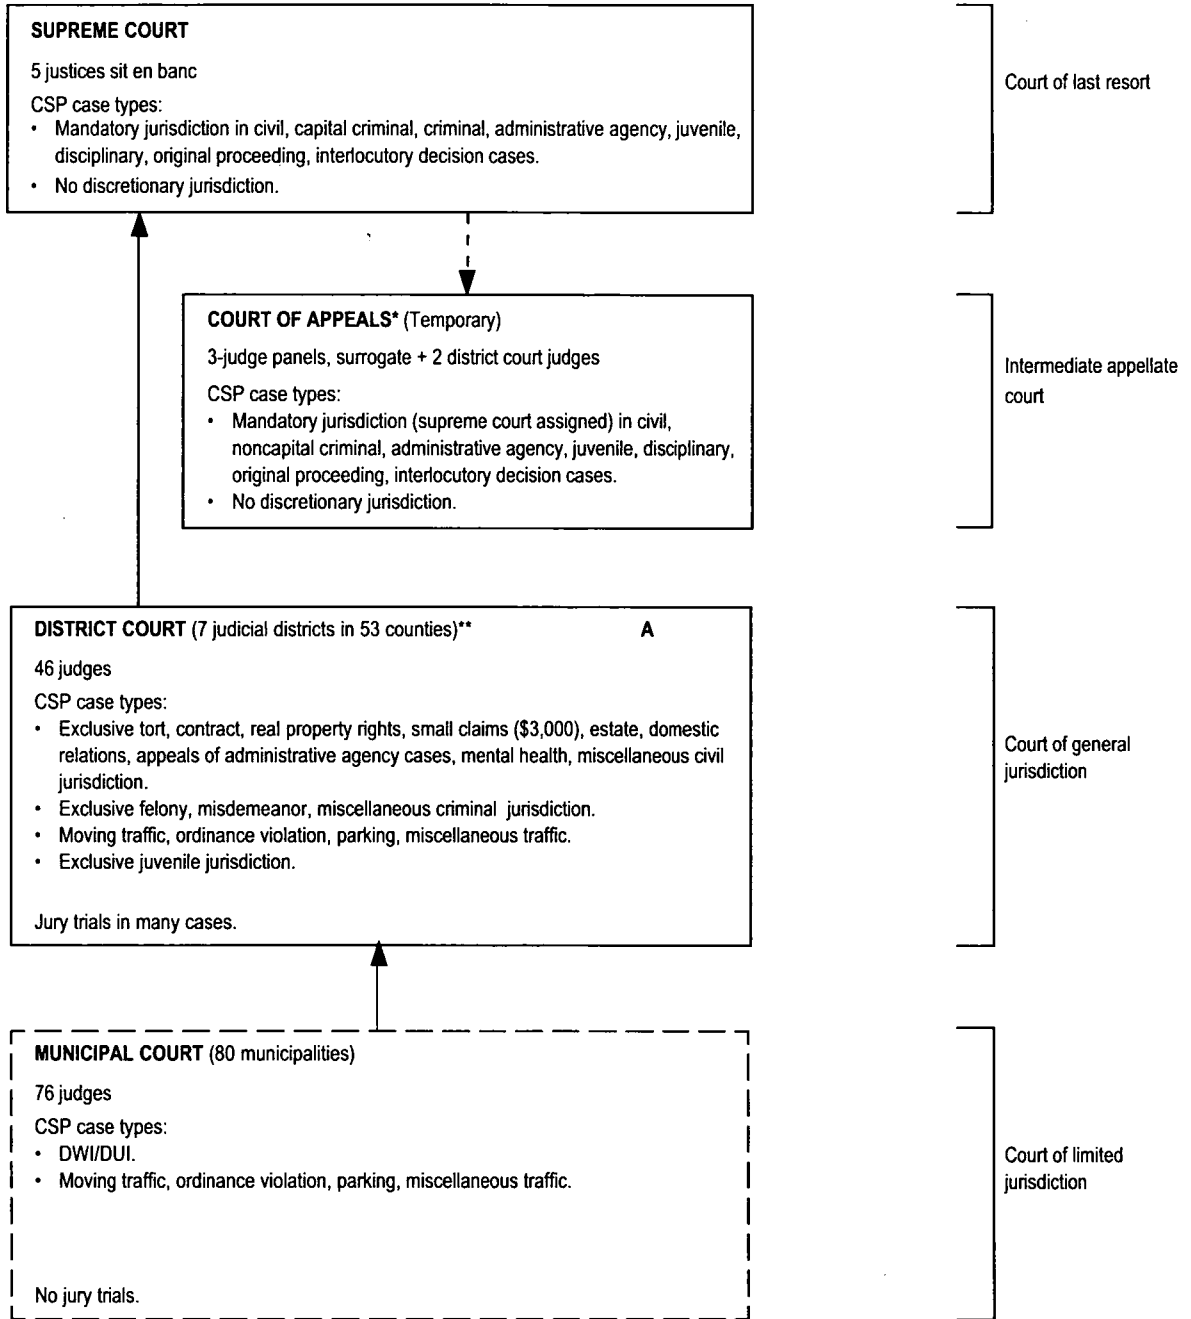 SUPREME COURT
5 justices sit en banc
CSP case types:
• Mandatory jurisdiction in civil, capital criminal, criminal, administrative agency, juvenile,
disciplinary, original proceeding, interlocutory decision cases.
• No discretionary jurisdiction.
Court of last resort
COURT OF APPEALS* (Temporary)
3-judge panels, surrogate + 2 district court judges
CSP case types:
• Mandatory jurisdiction (supreme court assigned) in civil,
noncapital criminal, administrative agency, juvenile, disciplinary,
original proceeding, interlocutory decision cases.
• No discretionary jurisdiction.
Intermediate appellate
court
DISTRICT COURT (7 judicial districts in 53 counties)** A
46 judges
CSP case types:
• Exclusive tort, contract, real property rights, small claims ($3,000), estate, domestic
relations, appeals of administrative agency cases, mental health, miscellaneous civil
jurisdiction.
• Exclusive felony, misdemeanor, miscellaneous criminal jurisdiction.
• Moving traffic, ordinance violation, parking, miscellaneous traffic.
• Exclusive juvenile jurisdiction.
Jury trials in many cases.
Court of general
jurisdiction
MUNICIPAL COURT (80 municipalities)
76 judges
CSP case types:
• DWI/DUI.
• Moving traffic, ordinance violation, parking, miscellaneous traffic.
No jury trials.
Court of limited
jurisdiction